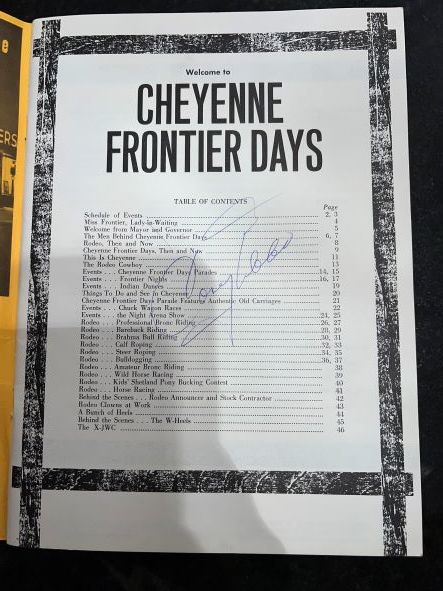 ERS
Welcome to
CHEYENNE
FRONTIER DAYS
TABLE OF CONTENTS
Page
Schedule of Events 2, 3
Miss Frontier, Lady-in-Waiting 4
Welcome from Mayor and Governor 5
The Men Behind Cheyenne Frontier Days 6, 7
Rodeo, Then and Now 8
Cheyenne Frontier Days, Then and Now 9
This Is Cheyenne 11
The Rodeo Cowboy 13
Events . . . Cheyenne Frontier Days Parades 14, 15
Events . . . Frontier Nights 16, 17
Events . . . Indian Dances 19
Things To Do and See in Cheyenne 20
Cheyenne Frontier Days Parade Features Authentic Old Carriages 21
Events . . . Chuck Wagon Races 22
Events . . . the Night Arena Show 24, 25
Rodeo . . . Professional Bronc Riding 26, 27
Rodeo . . . Bareback Riding 28, 29
Rodeo . . . Brahma Bull Riding 30, 31
Rodeo . . . Calf Roping 32, 33
Rodeo . . . Steer Roping 34, 35
Rodeo . . . Bulldogging 36, 37
Rodeo . . . Amateur Bronc Riding 38
Rodeo . . . Wild Horse Racing 39
Rodeo . . . Kids' Shetland Pony Bucking Contest 40
Rodeo . . . Horse Racing 41
Behind the Scenes . . . Rodeo Announcer and Stock Contractor 42
Rodeo Clowns at Work 43
A Bunch of Heels 44
Behind the Scenes . . . The W-Heels 45
The X-JWC 46